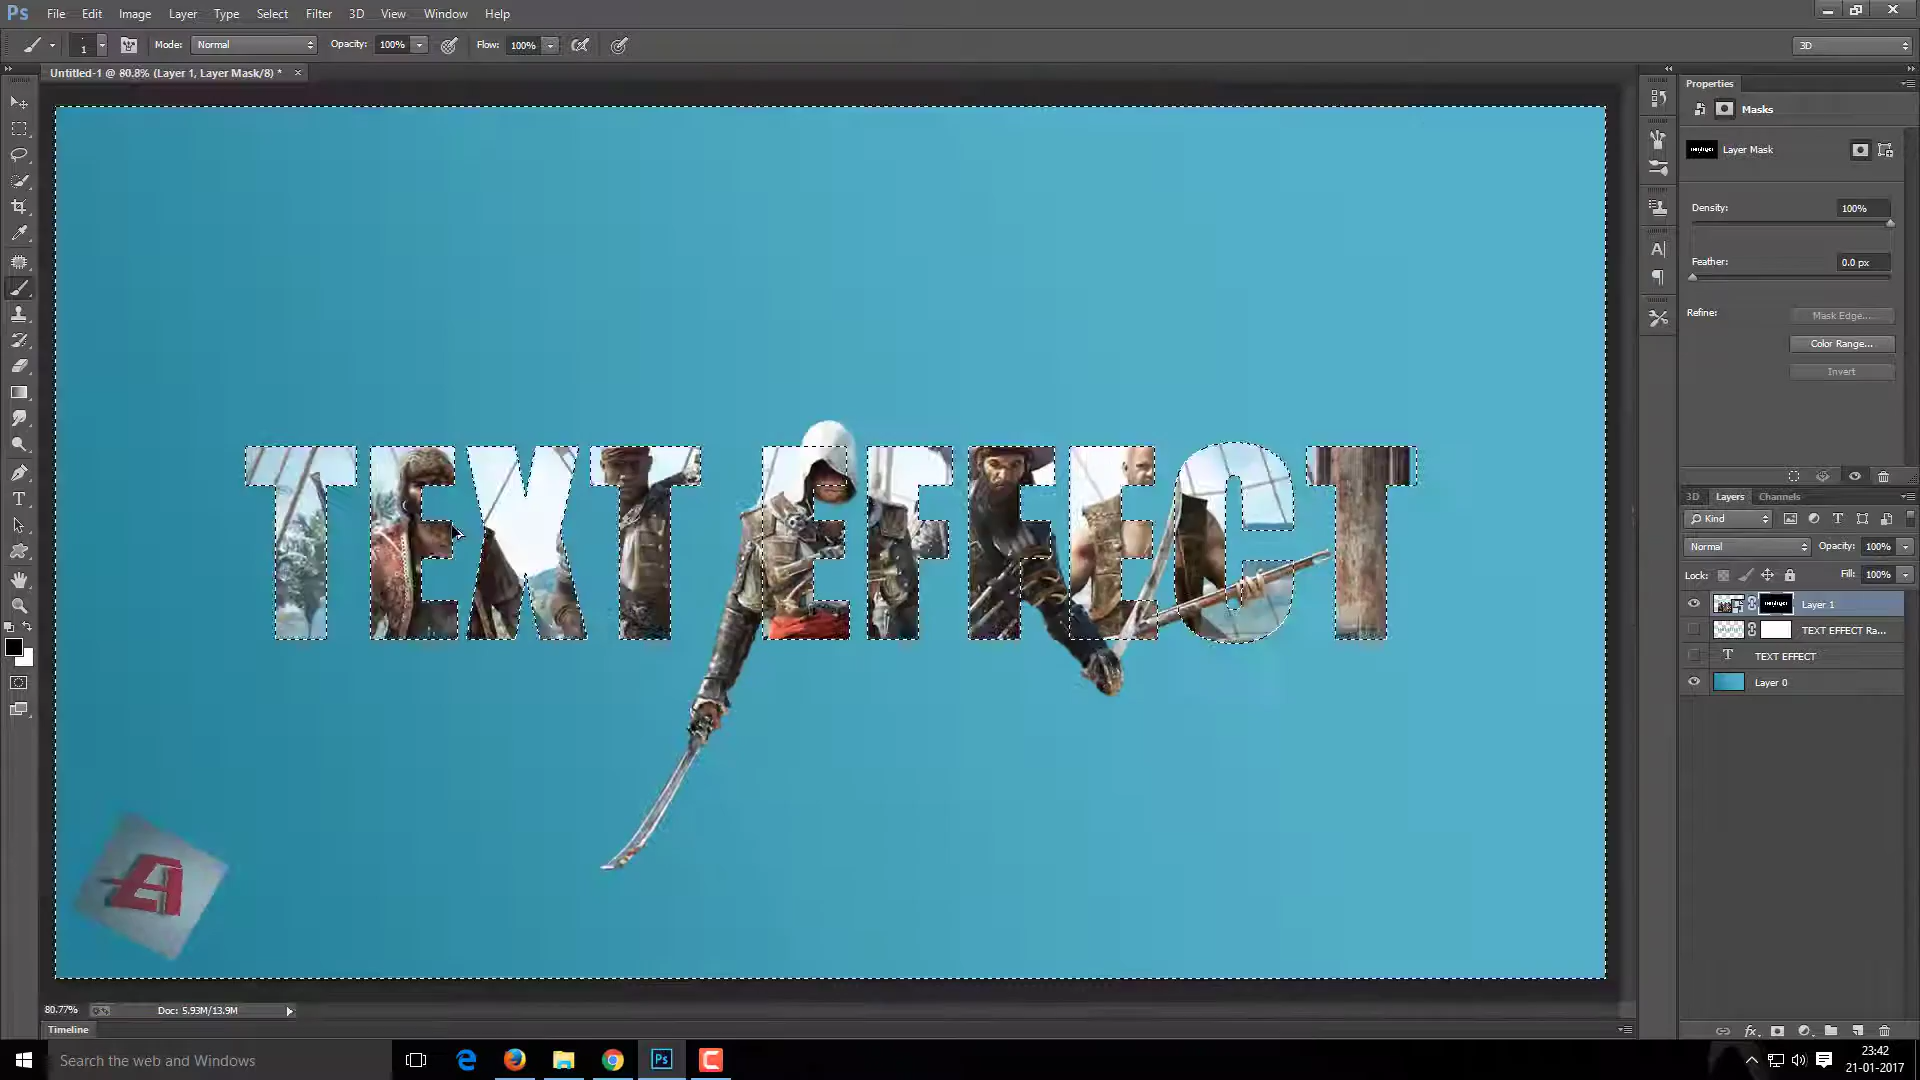 Ps File Edit Image Layer Type Select Filter 3D View Window Help
1 Mode: Normal Opacity: 100% Flow: 100% 3D
Untitled-1 @ 80.8% (Layer 1, Layer Mask/8) * ×
Properties
Masks
Layer Mask
Density: 100%
Feather: 0.0 px
Refine: Mask Edge...
Color Range...
Invert
TEXT EFFECT
3D Layers Channels
Kind
Normal Opacity: 100%
Lock: Fill: 100%
Layer 1
TEXT EFFECT Ra...
TEXT EFFECT
Layer 0
A
80.77% Doc: 5.93M/13.9M
Timeline
fx
Search the web and Windows
Ps
23:42
21-01-2017